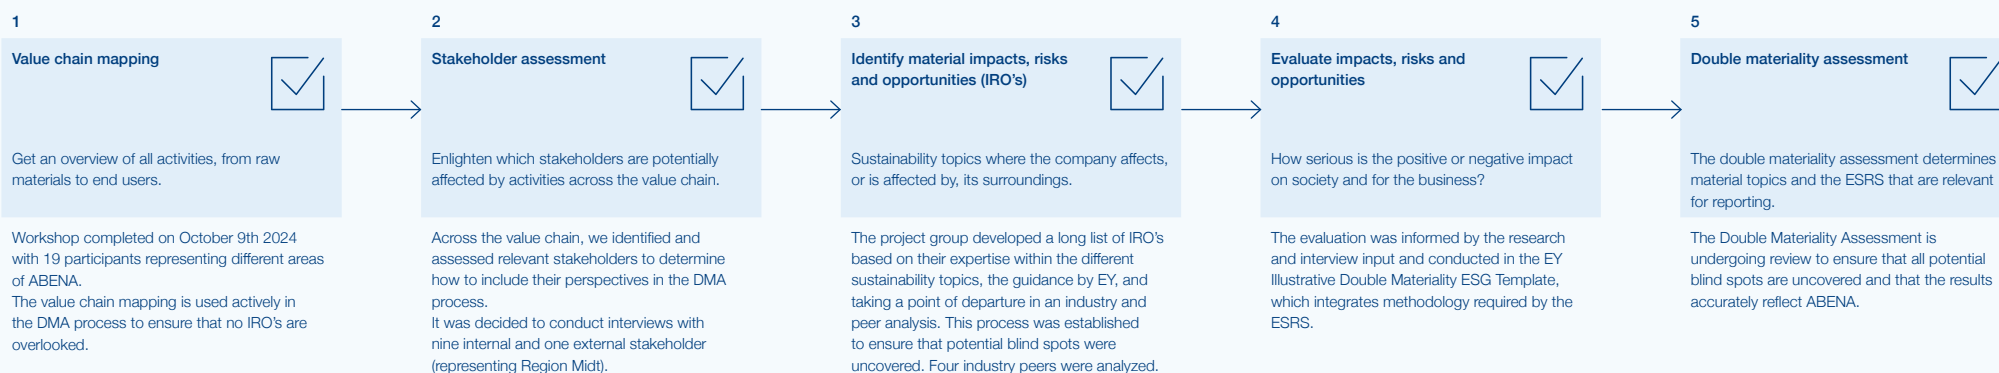 1
Value chain mapping
Get an overview of all activities, from raw
materials to end users.
Workshop completed on October 9th 2024
with 19 participants representing different areas
of ABENA.
The value chain mapping is used actively in
the DMA process to ensure that no IRO's are
overlooked.
2
Stakeholder assessment
Enlighten which stakeholders are potentially
affected by activities across the value chain.
Across the value chain, we identified and
assessed relevant stakeholders to determine
how to include their perspectives in the DMA
process.
It was decided to conduct interviews with
nine internal and one external stakeholder
(representing Region Midt).
3
Identify material impacts, risks
and opportunities (IRO's)
Sustainability topics where the company affects,
or is affected by, its surroundings.
The project group developed a long list of IRO's
based on their expertise within the different
sustainability topics, the guidance by EY, and
taking a point of departure in an industry and
peer analysis. This process was established
to ensure that potential blind spots were
uncovered. Four industry peers were analyzed.
4
Evaluate impacts, risks and
opportunities
How serious is the positive or negative impact
on society and for the business?
The evaluation was informed by the research
and interview input and conducted in the EY
Illustrative Double Materiality ESG Template,
which integrates methodology required by the
ESRS.
5
Double materiality assessment
The double materiality assessment determines
material topics and the ESRS that are relevant
for reporting.
The Double Materiality Assessment is
undergoing review to ensure that all potential
blind spots are uncovered and that the results
accurately reflect ABENA.